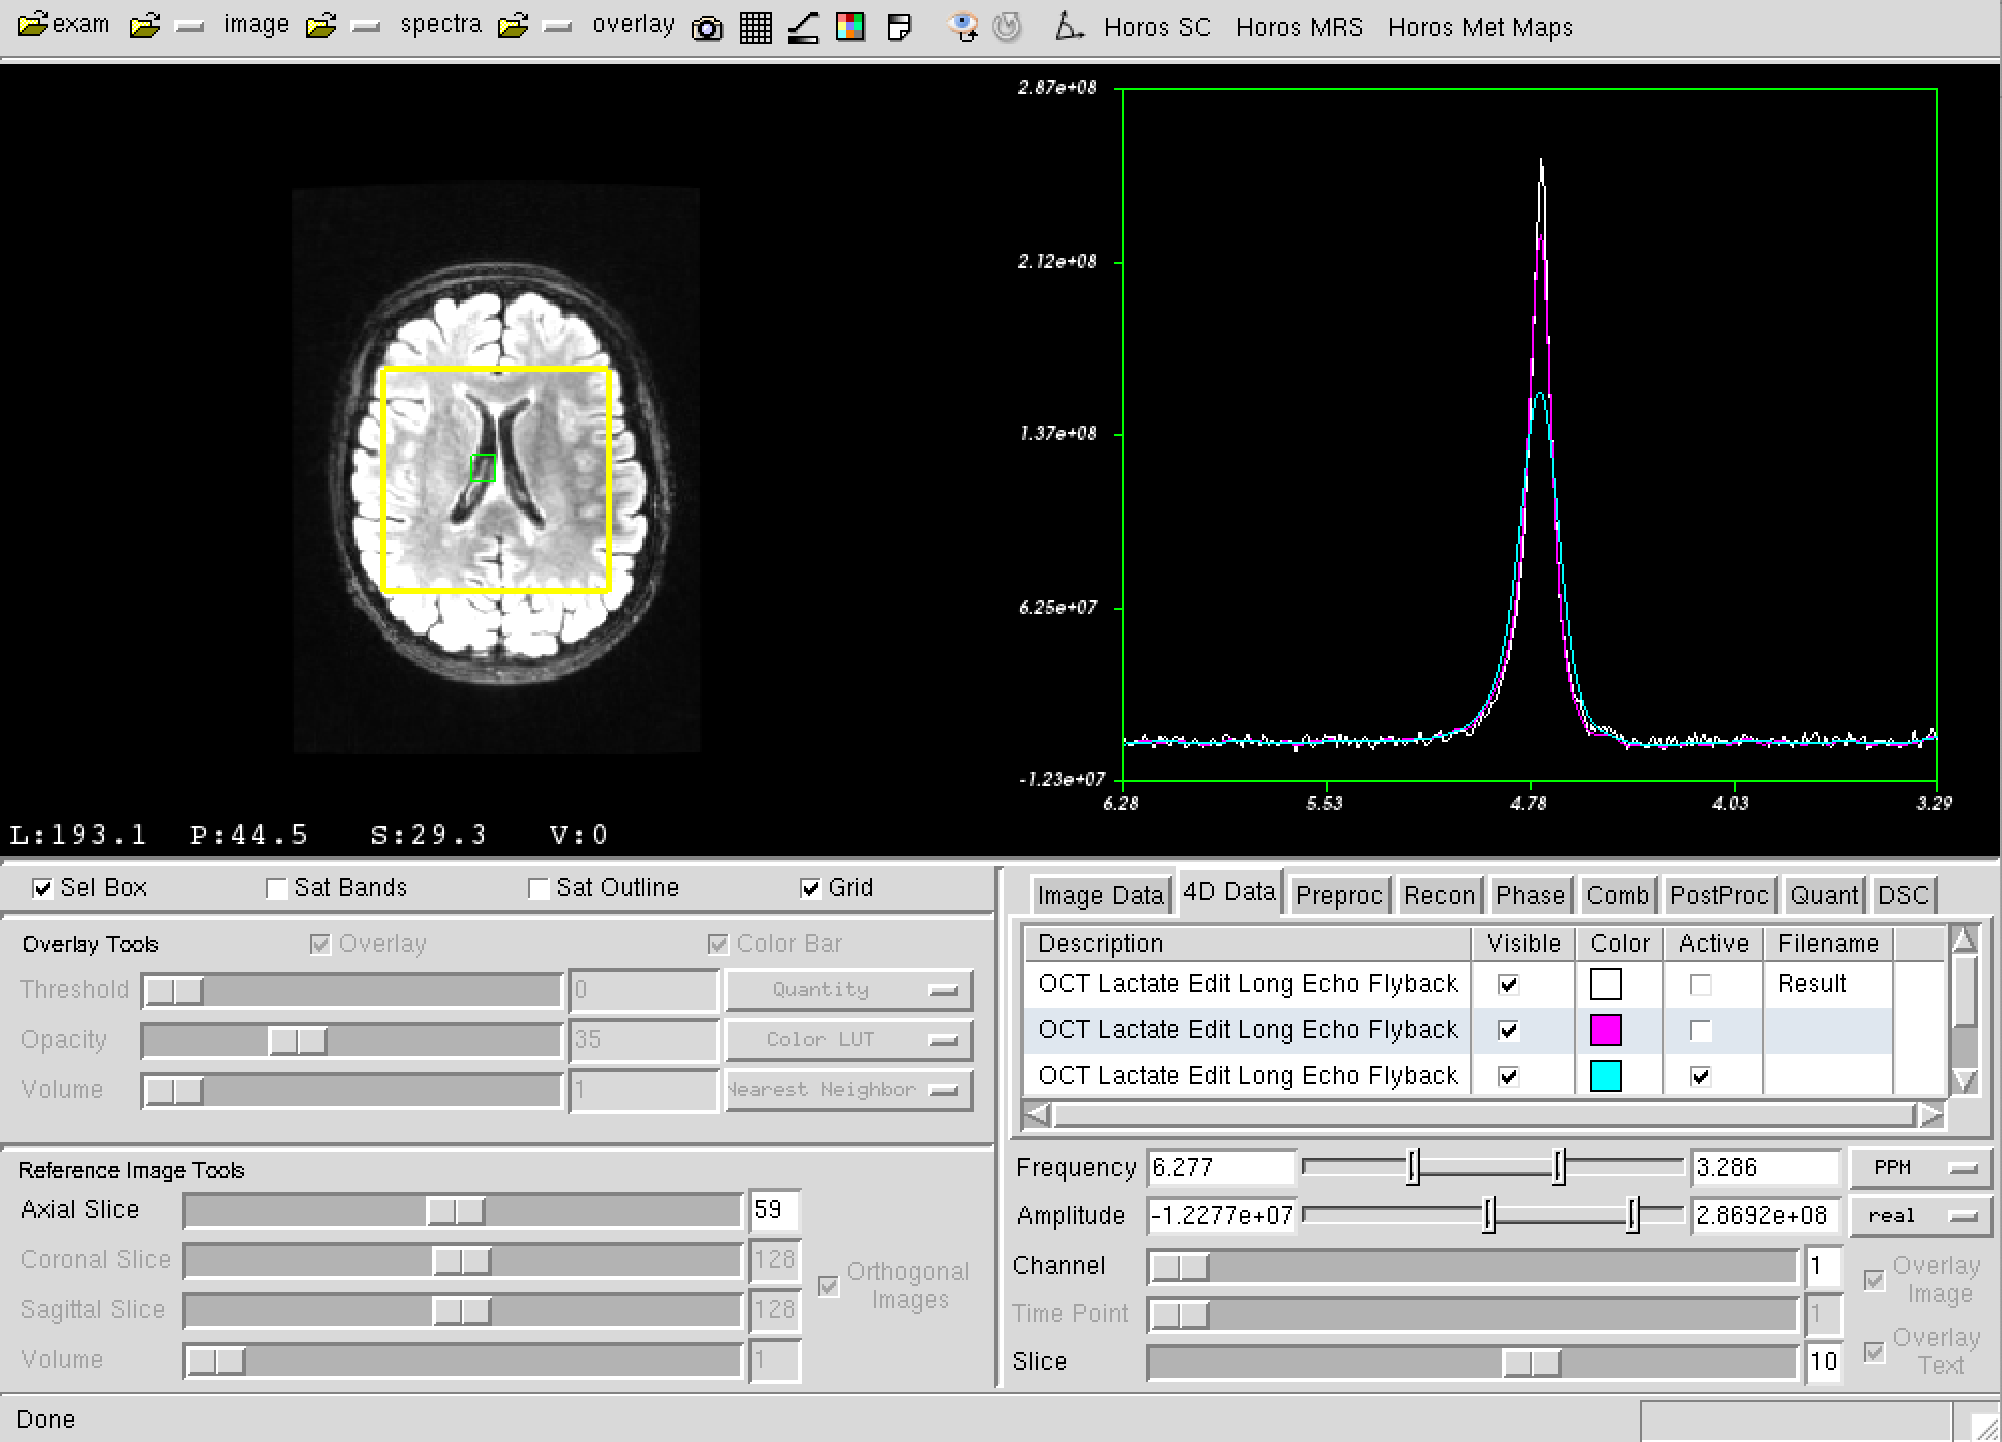 exam image spectra overlay Horos SC Horos MRS Horos Met Maps
2.87e+08
2.12e+08
1.37e+08
6.25e+07
-1.23e+07
6.28 5.53 4.78 4.03 3.29
L:193.1 P:44.5 S:29.3 V:0
Sel Box Sat Bands Sat Outline Grid
Overlay Tools Overlay Color Bar
Threshold 0 Quantity
Opacity 35 Color LUT
Volume 1 Nearest Neighbor
Reference Image Tools
Axial Slice 59
Coronal Slice 128
Sagittal Slice 128
Volume 1
Orthogonal
Images
Image Data 4D Data Preproc Recon Phase Comb PostProc Quant DSC
Description Visible Color Active Filename
OCT Lactate Edit Long Echo Flyback Result
OCT Lactate Edit Long Echo Flyback
OCT Lactate Edit Long Echo Flyback
Frequency 6.277 3.286 PPM
Amplitude -1.2277e+07 2.8692e+08 real
Channel 1
Time Point 1
Slice 10
Overlay
Image
Overlay
Text
Done